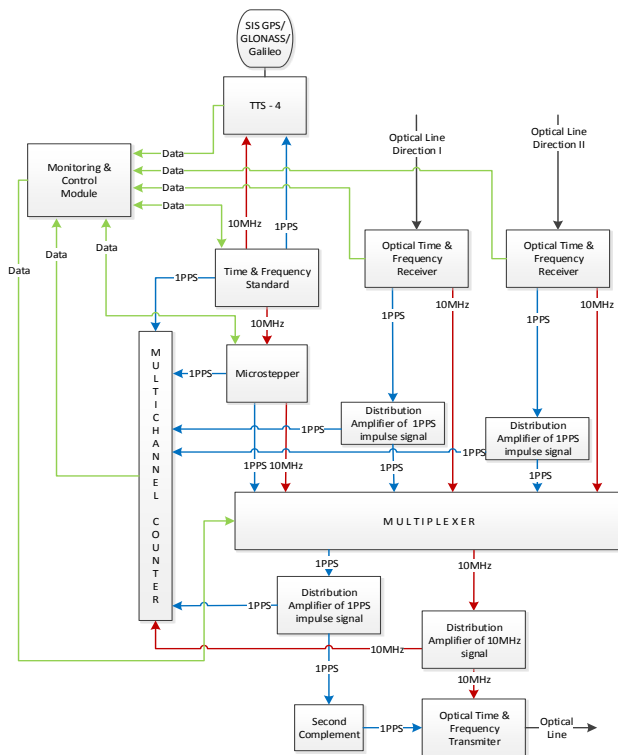 SIS GPS/
GLONASS/
Galileo
TTS - 4
Optical Line
Direction I
Optical Line
Direction II
Data
Data
Data
Data
Monitoring &
Control
Module
10MHz
1PPS
Data
Data
Data
Optical Time &
Frequency
Receiver
Optical Time &
Frequency
Receiver
Time & Frequency
Standard
1PPS
10MHz
1PPS
10MHz
1PPS
10MHz
MULTICHANNEL COUNTER
1PPS
Microstepper
Distribution
Amplifier of 1PPS
impulse signal
1PPS
Distribution
Amplifier of 1PPS
impulse signal
1PPS
1PPS
10MHz
1PPS
1PPS
MULTIPLEXER
1PPS
10MHz
Distribution
Amplifier of 1PPS
impulse signal
1PPS
Distribution
Amplifier of 10MHz
signal
10MHz
1PPS
10MHz
Second
Complement
1PPS
Optical Time &
Frequency
Transmiter
Optical
Line